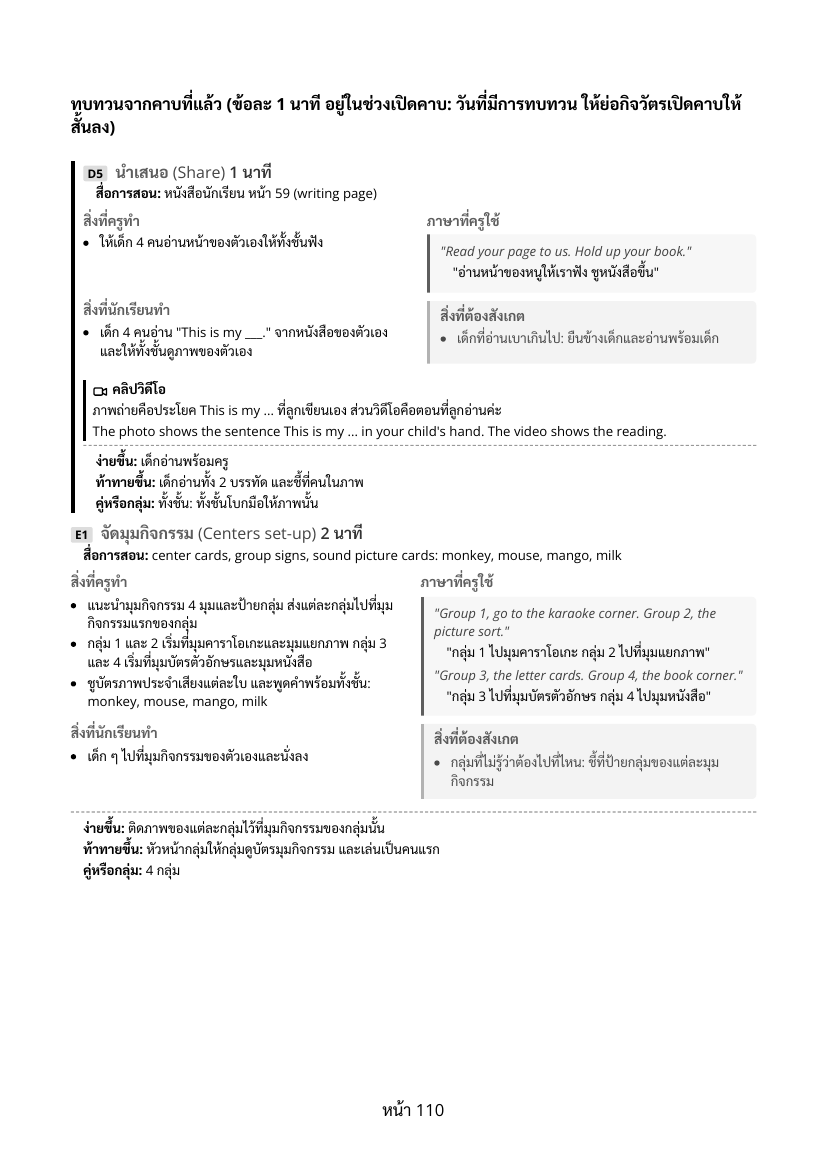 ทบทวนจากคาบที่แล้ว (ข้อละ 1 นาที อยู่ในช่วงเปิดคาบ: วันที่มีการทบทวน ให้ย่อกิจวัตรเปิดคาบให้
สั้นลง)
D5 นำเสนอ (Share) 1 นาที
สื่อการสอน: หนังสือนักเรียน หน้า 59 (writing page)
สิ่งที่ครูทำ
• ให้เด็ก 4 คนอ่านหน้าของตัวเองให้ทั้งชั้นฟัง
ภาษาที่ครูใช้
"Read your page to us. Hold up your book."
"อ่านหน้าของหนูให้เราฟัง ชูหนังสือขึ้น"
สิ่งที่นักเรียนทำ
• เด็ก 4 คนอ่าน "This is my ___." จากหนังสือของตัวเอง
และให้ทั้งชั้นดูภาพของตัวเอง
สิ่งที่ต้องสังเกต
• เด็กที่อ่านเบาเกินไป: ยืนข้างเด็กและอ่านพร้อมเด็ก
คลิปวิดีโอ
ภาพถ่ายคือประโยค This is my ... ที่ลูกเขียนเอง ส่วนวิดีโอคือตอนที่ลูกอ่านค่ะ
The photo shows the sentence This is my ... in your child's hand. The video shows the reading.
ง่ายขึ้น: เด็กอ่านพร้อมครู
ท้าทายขึ้น: เด็กอ่านทั้ง 2 บรรทัด และชี้ที่คนในภาพ
คู่หรือกลุ่ม: ทั้งชั้น: ทั้งชั้นโบกมือให้ภาพนั้น
E1 จัดมุมกิจกรรม (Centers set-up) 2 นาที
สื่อการสอน: center cards, group signs, sound picture cards: monkey, mouse, mango, milk
สิ่งที่ครูทำ
• แนะนำมุมกิจกรรม 4 มุมและป้ายกลุ่ม ส่งแต่ละกลุ่มไปที่มุม
กิจกรรมแรกของกลุ่ม
• กลุ่ม 1 และ 2 เริ่มที่มุมคาราโอเกะและมุมแยกภาพ กลุ่ม 3
และ 4 เริ่มที่มุมบัตรตัวอักษรและมุมหนังสือ
• ชูบัตรภาพประจำเสียงแต่ละใบ และพูดคำพร้อมทั้งชั้น:
monkey, mouse, mango, milk
ภาษาที่ครูใช้
"Group 1, go to the karaoke corner. Group 2, the
picture sort."
"กลุ่ม 1 ไปมุมคาราโอเกะ กลุ่ม 2 ไปที่มุมแยกภาพ"
"Group 3, the letter cards. Group 4, the book corner."
"กลุ่ม 3 ไปที่มุมบัตรตัวอักษร กลุ่ม 4 ไปมุมหนังสือ"
สิ่งที่นักเรียนทำ
• เด็ก ๆ ไปที่มุมกิจกรรมของตัวเองและนั่งลง
สิ่งที่ต้องสังเกต
• กลุ่มที่ไม่รู้ว่าต้องไปที่ไหน: ชี้ที่ป้ายกลุ่มของแต่ละมุม
กิจกรรม
ง่ายขึ้น: ติดภาพของแต่ละกลุ่มไว้ที่มุมกิจกรรมของกลุ่มนั้น
ท้าทายขึ้น: หัวหน้ากลุ่มให้กลุ่มดูบัตรมุมกิจกรรม และเล่นเป็นคนแรก
คู่หรือกลุ่ม: 4 กลุ่ม
หน้า 110